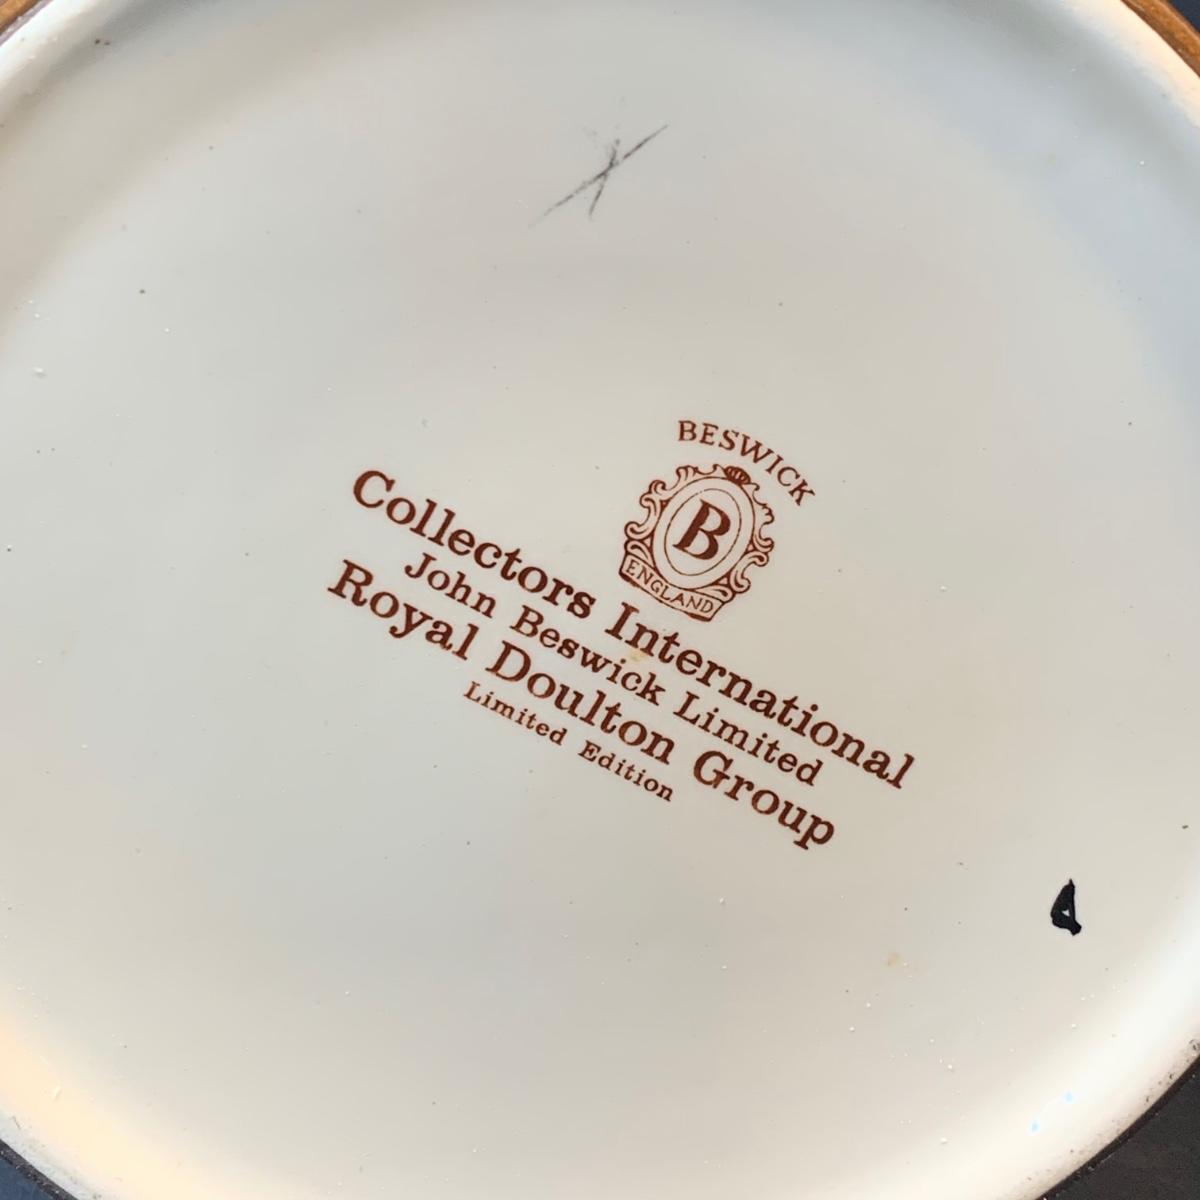 BESWICK
B
ENGLAND
Collectors International
John Beswick Limited
Royal Doulton Group
Limited Edition